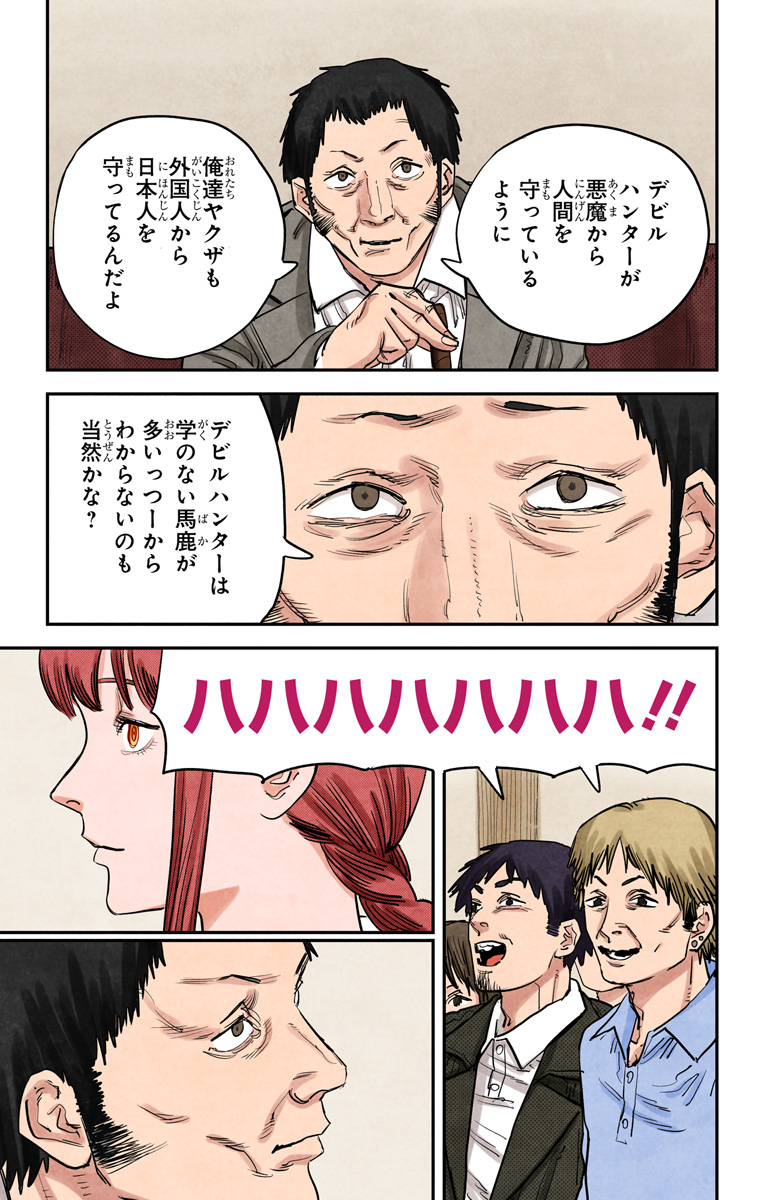 デビル
ハンターが
悪魔から
人間を
守っている
ように
俺達ヤクザも
外国人から
日本人を
守ってるんだよ
デビルハンターは
学のない馬鹿が
多いっつーから
わからないのも
当然かな?
ハハハハハハハ!!